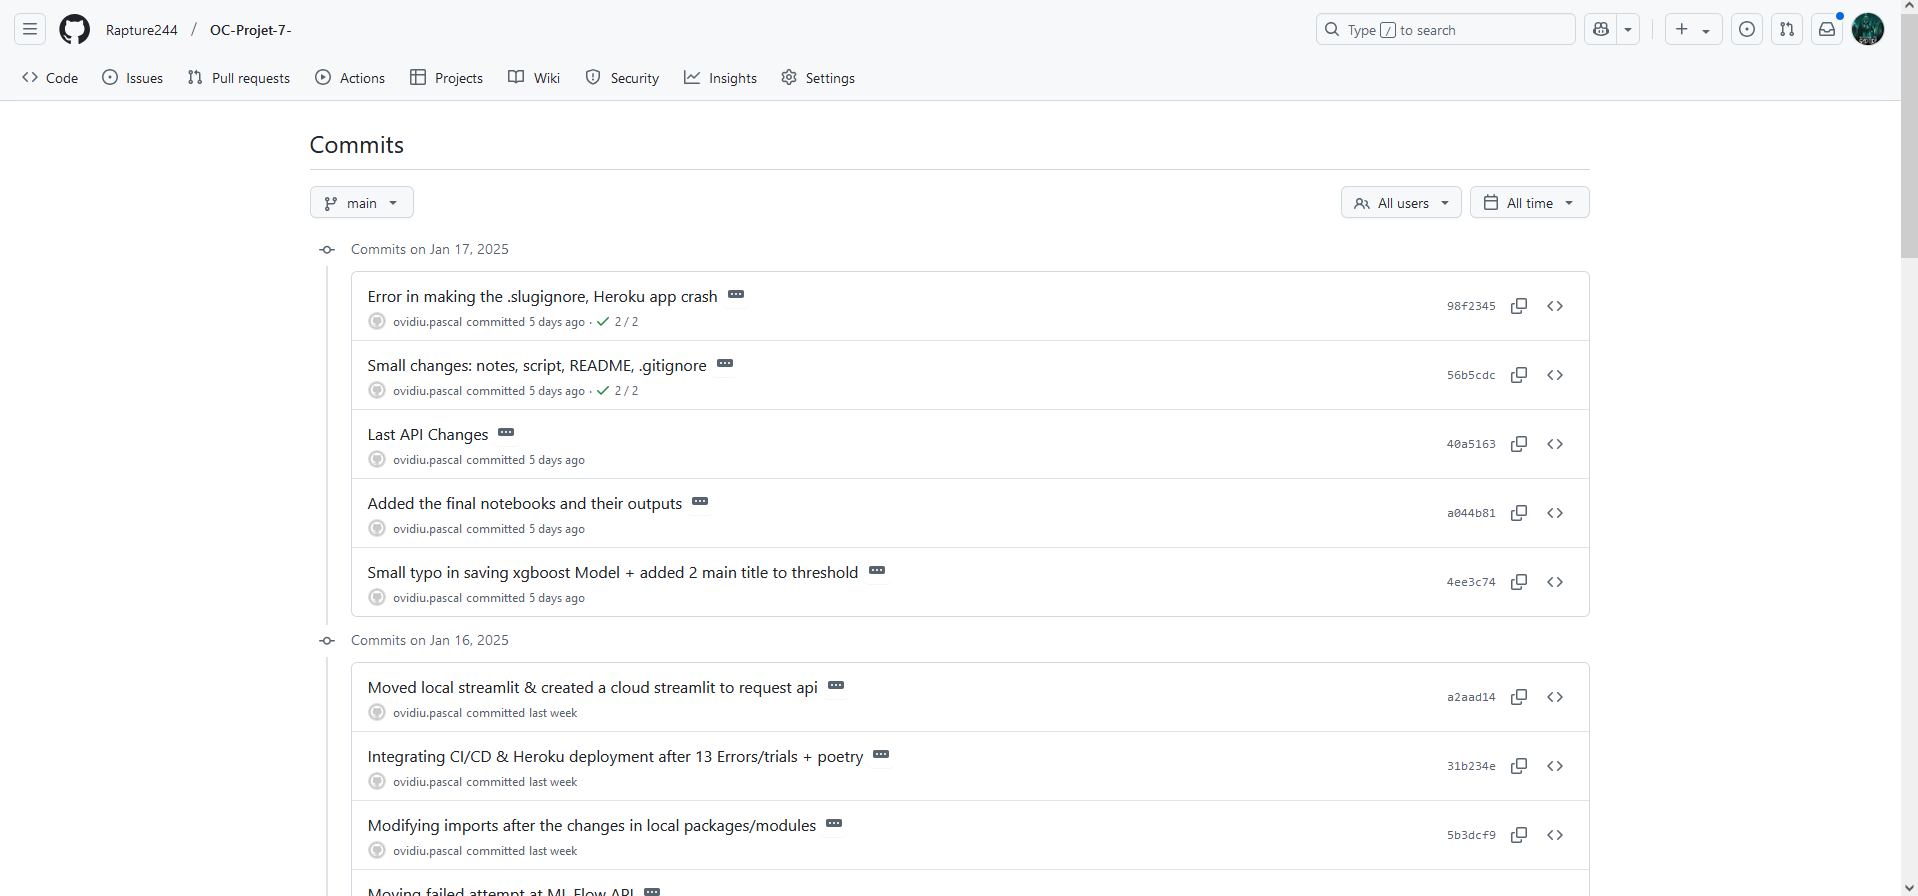 Rapture244 / OC-Projet-7-
Type / to search
Code
Issues
Pull requests
Actions
Projects
Wiki
Security
Insights
Settings
Commits
main
All users
All time
Commits on Jan 17, 2025
Error in making the .slugignore, Heroku app crash
ovidiu.pascal committed 5 days ago · 2 / 2
98f2345
Small changes: notes, script, README, .gitignore
ovidiu.pascal committed 5 days ago · 2 / 2
56b5cdc
Last API Changes
ovidiu.pascal committed 5 days ago
40a5163
Added the final notebooks and their outputs
ovidiu.pascal committed 5 days ago
a044b81
Small typo in saving xgboost Model + added 2 main title to threshold
ovidiu.pascal committed 5 days ago
4ee3c74
Commits on Jan 16, 2025
Moved local streamlit & created a cloud streamlit to request api
ovidiu.pascal committed last week
a2aad14
Integrating CI/CD & Heroku deployment after 13 Errors/trials + poetry
ovidiu.pascal committed last week
31b234e
Modifying imports after the changes in local packages/modules
ovidiu.pascal committed last week
5b3dcf9
Moving failed attempt at ML Flow API